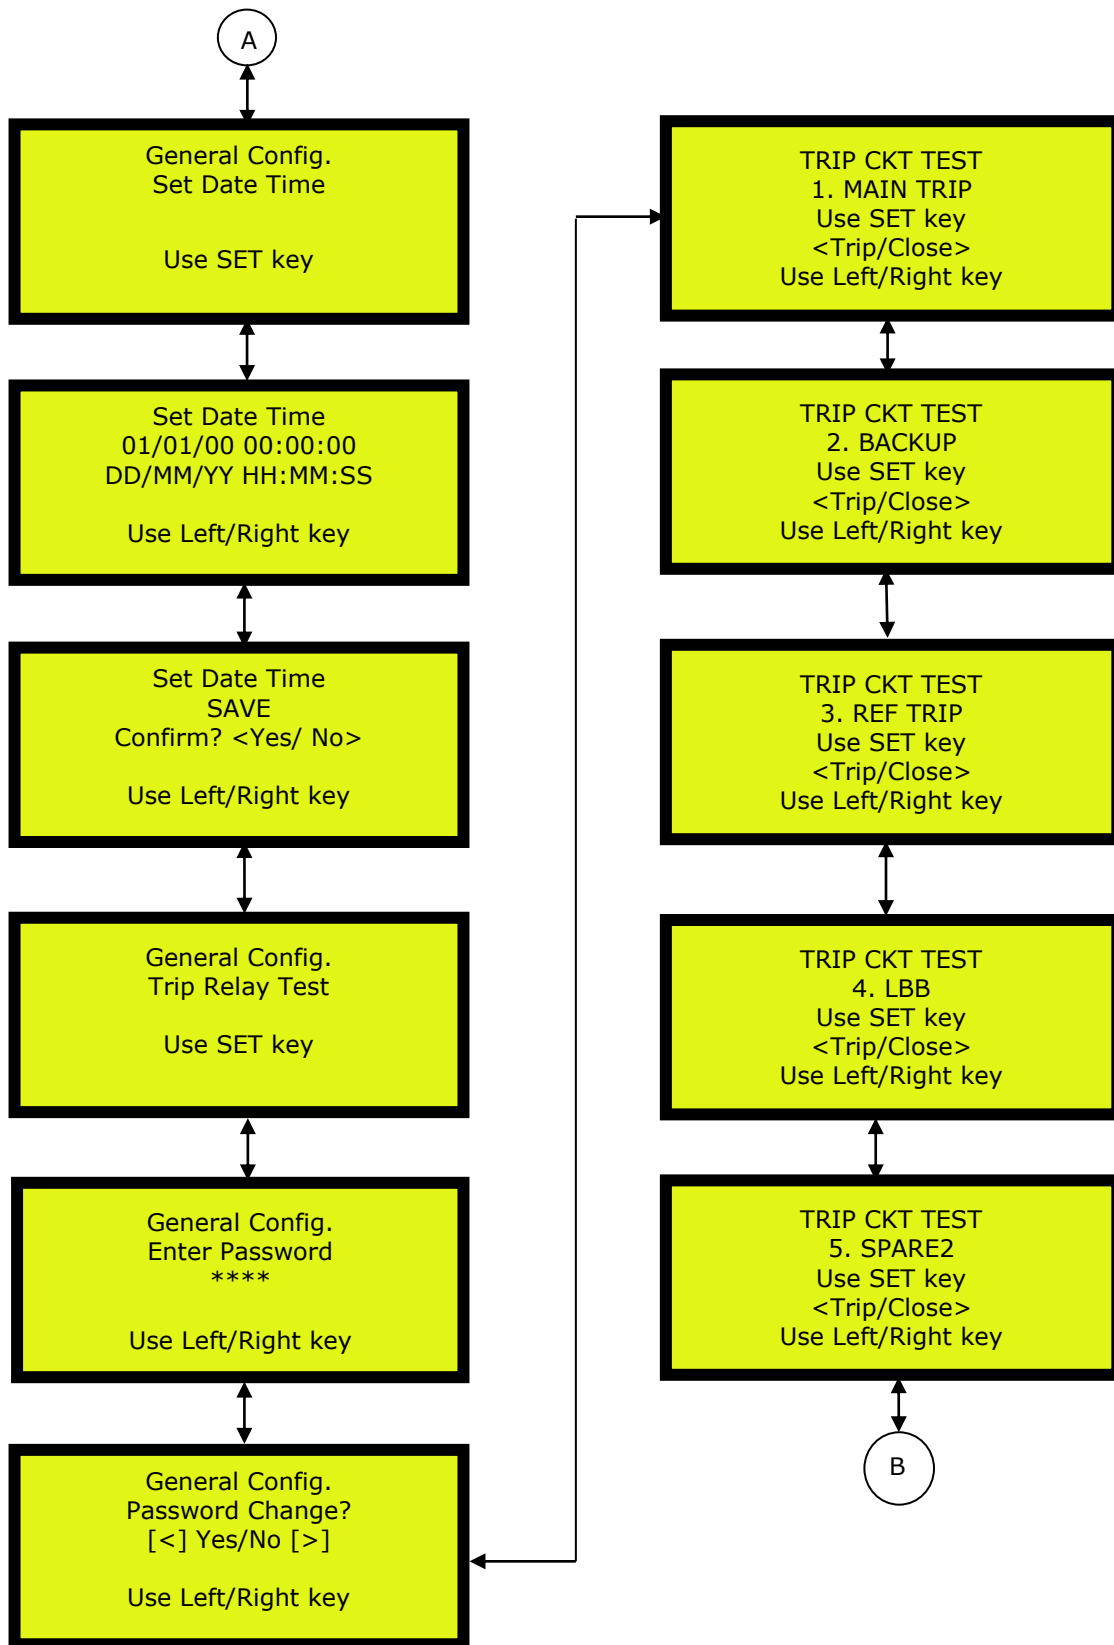 A
General Config.
Set Date Time
Use SET key
Set Date Time
01/01/00 00:00:00
DD/MM/YY HH:MM:SS
Use Left/Right key
Set Date Time
SAVE
Confirm? <Yes/ No>
Use Left/Right key
General Config.
Trip Relay Test
Use SET key
General Config.
Enter Password
****
Use Left/Right key
General Config.
Password Change?
[<] Yes/No [>]
Use Left/Right key
TRIP CKT TEST
1. MAIN TRIP
Use SET key
<Trip/Close>
Use Left/Right key
TRIP CKT TEST
2. BACKUP
Use SET key
<Trip/Close>
Use Left/Right key
TRIP CKT TEST
3. REF TRIP
Use SET key
<Trip/Close>
Use Left/Right key
TRIP CKT TEST
4. LBB
Use SET key
<Trip/Close>
Use Left/Right key
TRIP CKT TEST
5. SPARE2
Use SET key
<Trip/Close>
Use Left/Right key
B